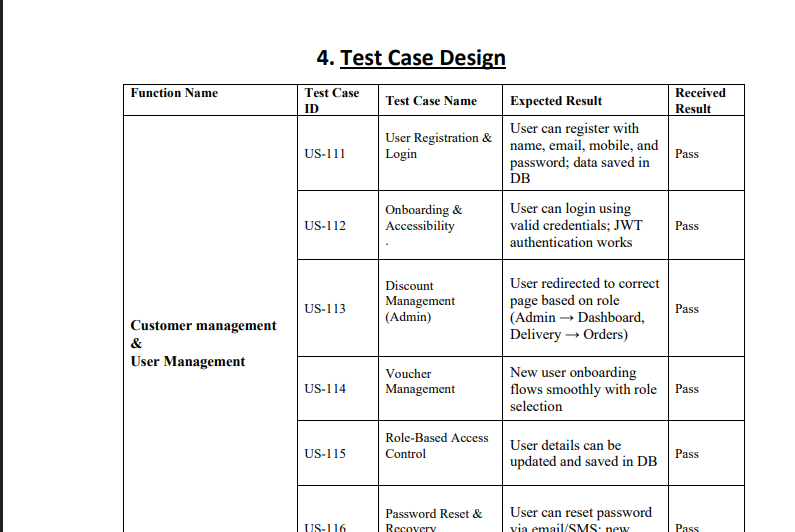 4. Test Case Design
Function Name
Test Case
ID
Test Case Name
Expected Result
Received
Result
Customer management
&
User Management
US-111
User Registration &
Login
User can register with
name, email, mobile, and
password; data saved in
DB
Pass
US-112
Onboarding &
Accessibility
.
User can login using
valid credentials; JWT
authentication works
Pass
US-113
Discount
Management
(Admin)
User redirected to correct
page based on role
(Admin → Dashboard,
Delivery → Orders)
Pass
US-114
Voucher
Management
New user onboarding
flows smoothly with role
selection
Pass
US-115
Role-Based Access
Control
User details can be
updated and saved in DB
Pass
US-116
Password Reset &
Recovery
User can reset password
via email/SMS; new
Pass